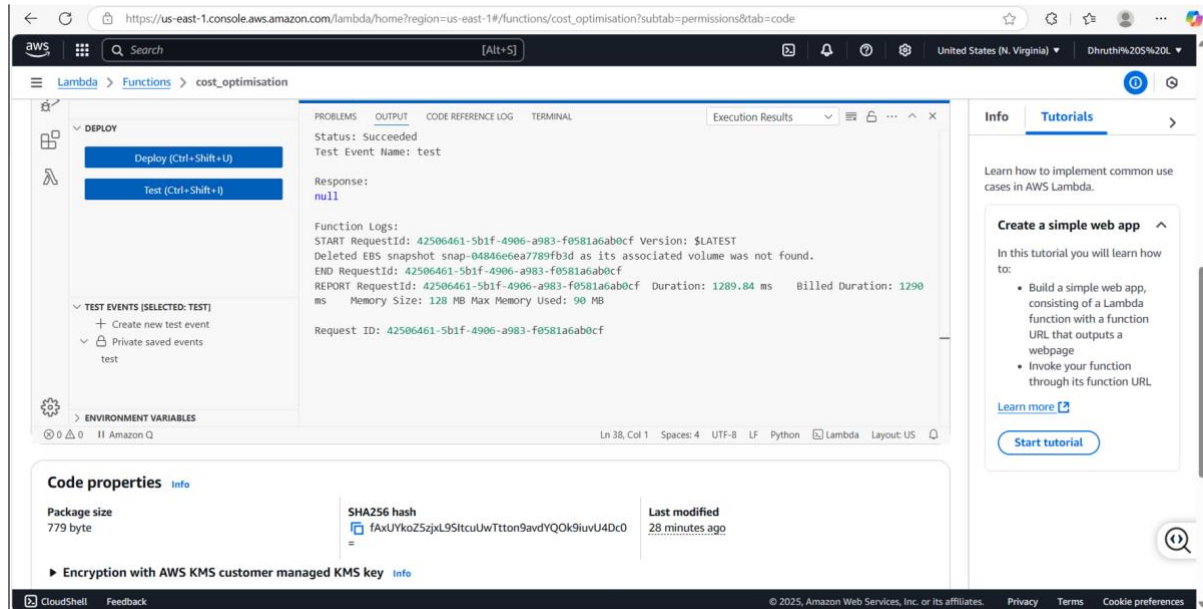 https://us-east-1.console.aws.amazon.com/lambda/home?region=us-east-1#/functions/cost_optimisation?subtab=permissions&tab=code
aws
Search [Alt+S]
United States (N. Virginia) Dhruthi%20S%20L
Lambda > Functions > cost_optimisation
DEPLOY
Deploy (Ctrl+Shift+U)
Test (Ctrl+Shift+I)
TEST EVENTS [SELECTED: TEST]
Create new test event
Private saved events
test
ENVIRONMENT VARIABLES
PROBLEMS OUTPUT CODE REFERENCE LOG TERMINAL Execution Results
Status: Succeeded
Test Event Name: test
Response:
null
Function Logs:
START RequestId: 42506461-5b1f-4906-a983-f0581a6ab0cf Version: $LATEST
Deleted EBS snapshot snap-04846e6ea7789fb3d as its associated volume was not found.
END RequestId: 42506461-5b1f-4906-a983-f0581a6ab0cf
REPORT RequestId: 42506461-5b1f-4906-a983-f0581a6ab0cf Duration: 1289.84 ms Billed Duration: 1290
ms Memory Size: 128 MB Max Memory Used: 90 MB
Request ID: 42506461-5b1f-4906-a983-f0581a6ab0cf
0 0 Amazon Q Ln 38, Col 1 Spaces: 4 UTF-8 LF Python Lambda Layout: US
Info Tutorials
Learn how to implement common use
cases in AWS Lambda.
Create a simple web app
In this tutorial you will learn how
to:
• Build a simple web app,
consisting of a Lambda
function with a function
URL that outputs a
webpage
• Invoke your function
through its function URL
Learn more
Start tutorial
Code properties Info
Package size
779 byte
SHA256 hash
fAxUYkoZ5zjxL9SItcuUwTtton9avdYQOk9iuvU4Dc0
=
Last modified
28 minutes ago
Encryption with AWS KMS customer managed KMS key Info
CloudShell Feedback © 2025, Amazon Web Services, Inc. or its affiliates. Privacy Terms Cookie preferences